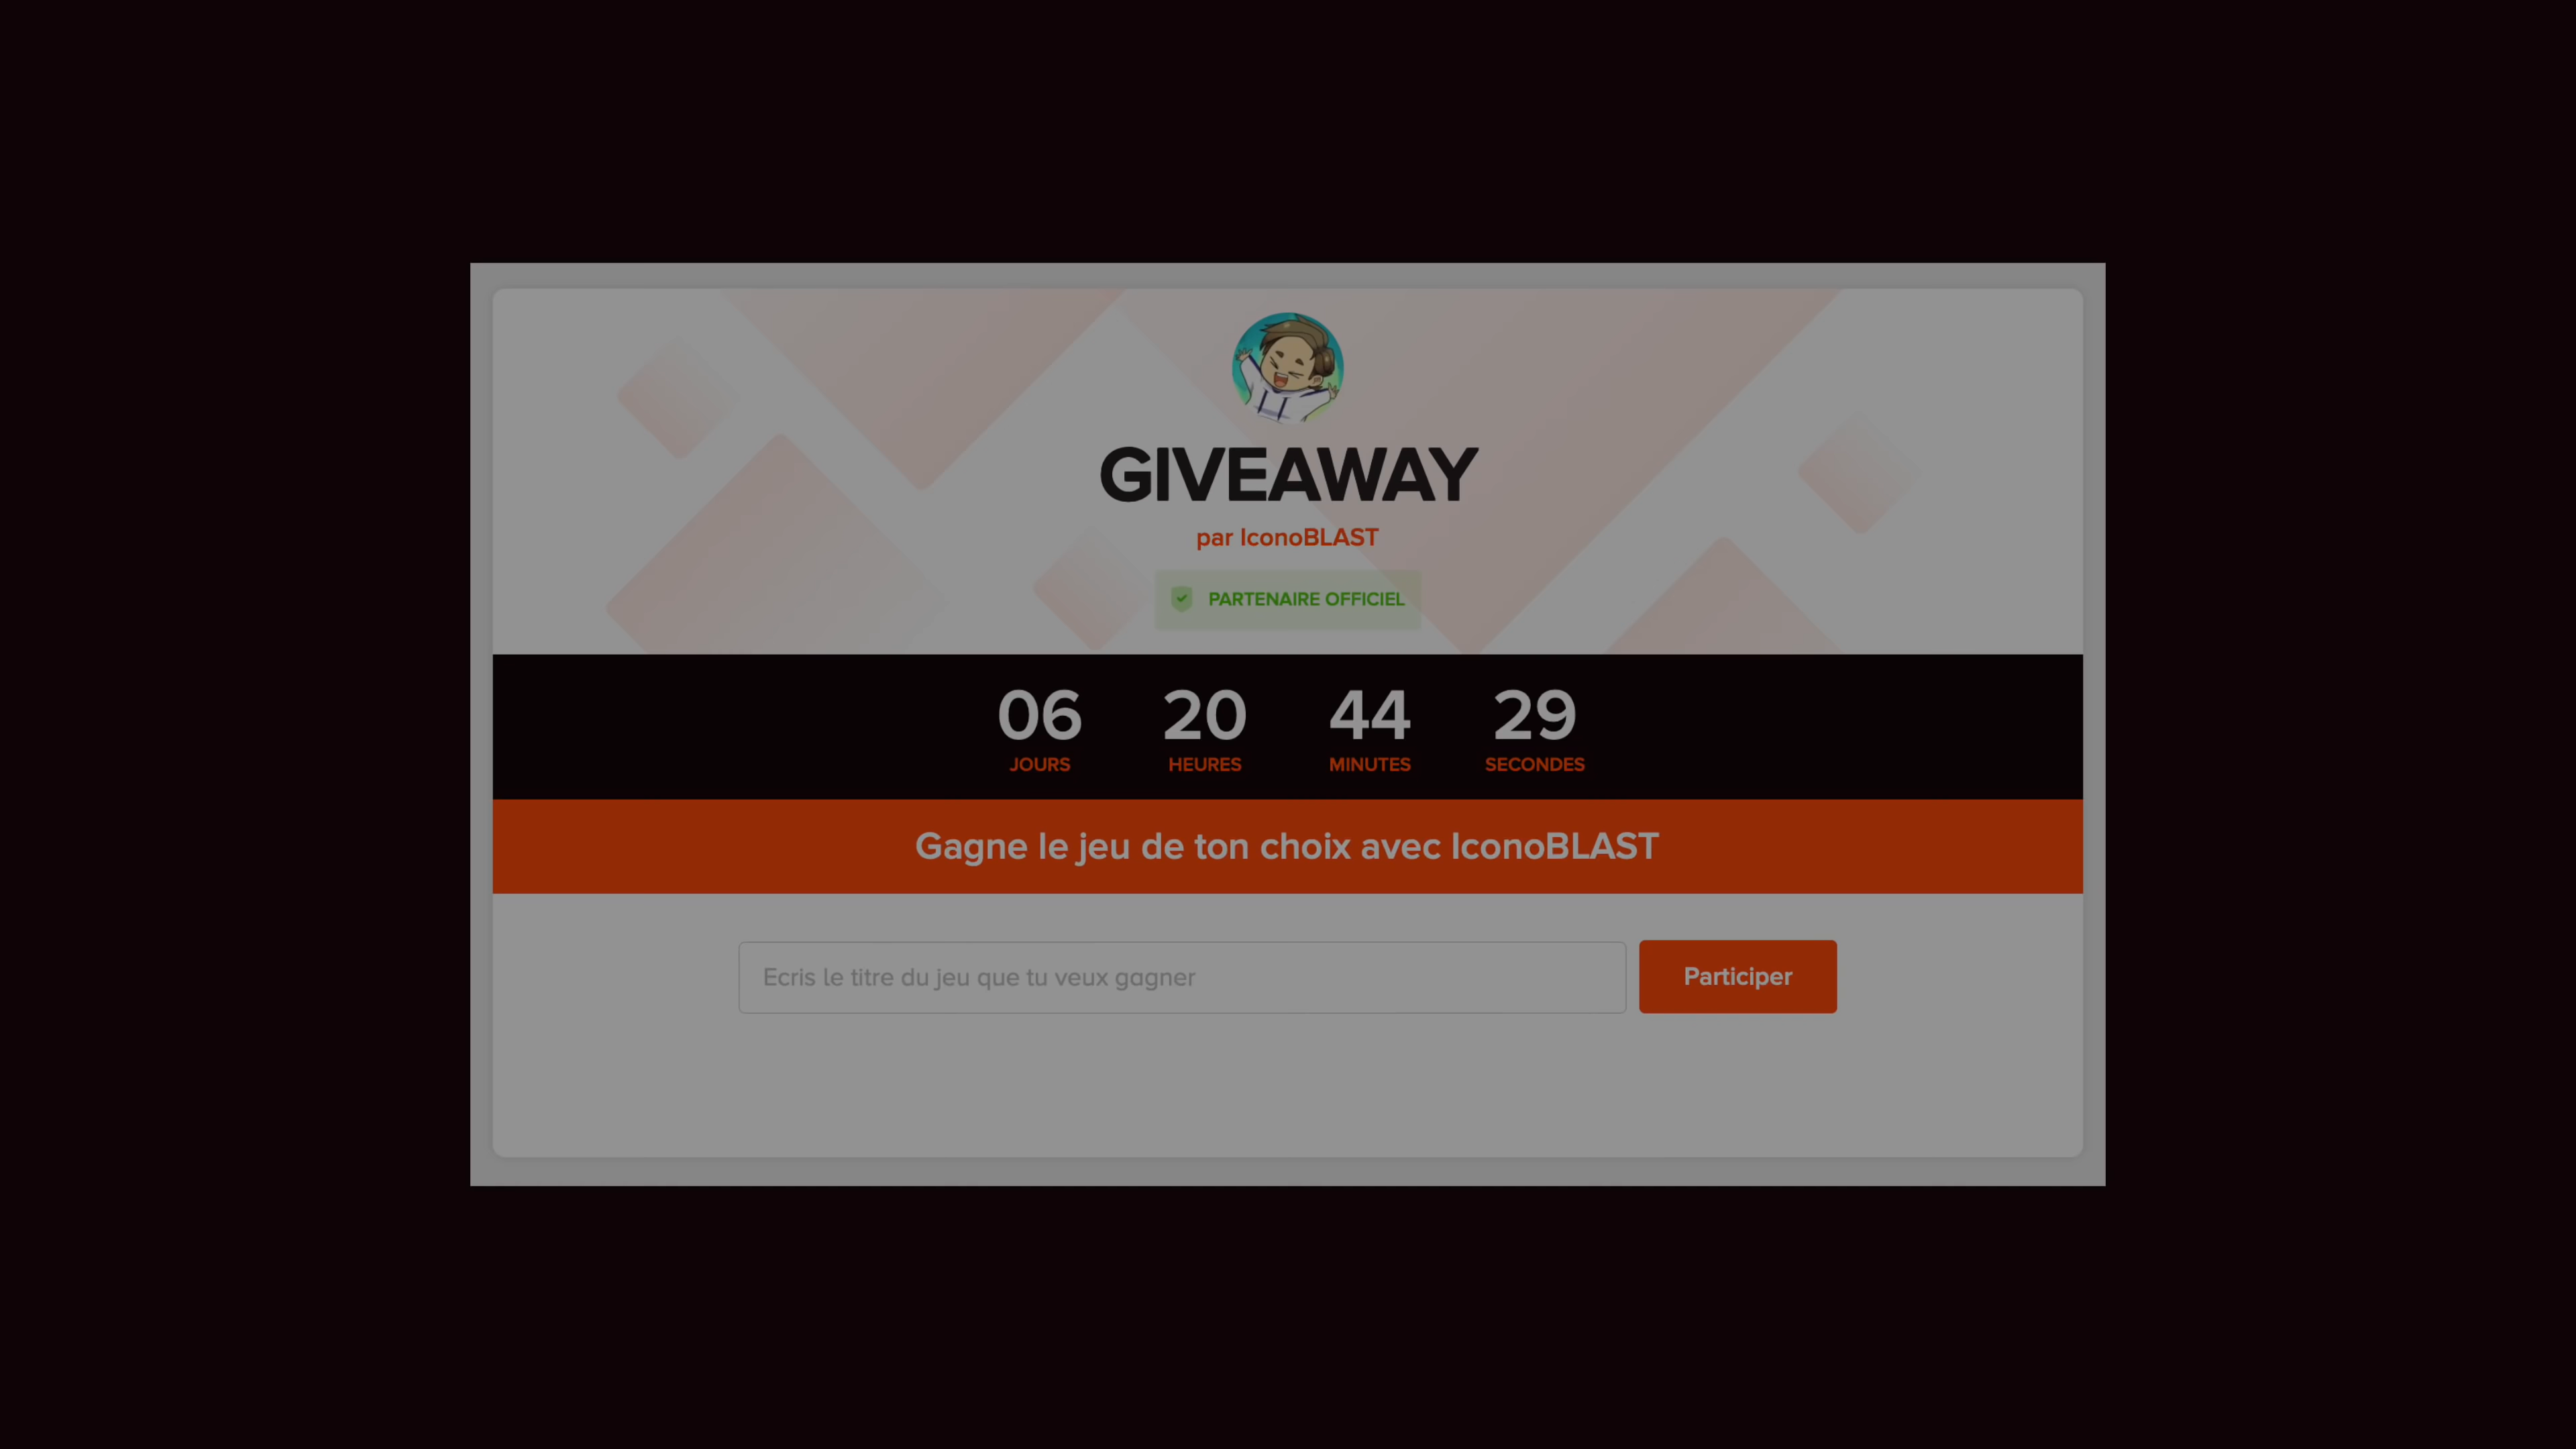 GIVEAWAY
par IconoBLAST
PARTENAIRE OFFICIEL
06 20 44 29
JOURS HEURES MINUTES SECONDES
Gagne le jeu de ton choix avec IconoBLAST
Ecris le titre du jeu que tu veux gagner
Participer